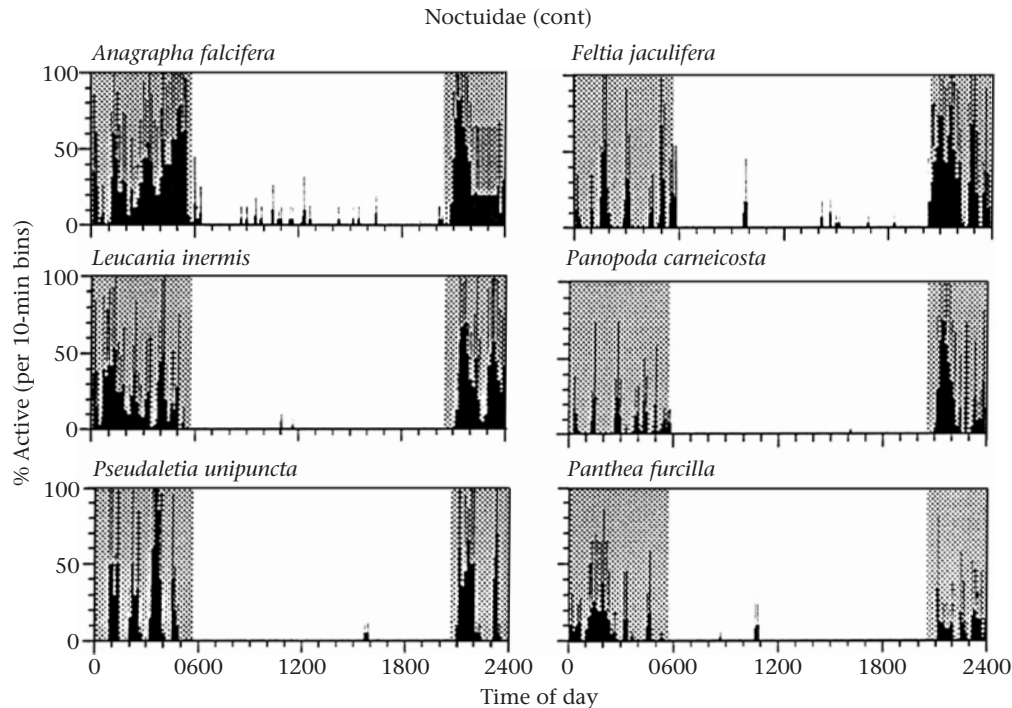 Noctuidae (cont)
Anagrapha falcifera
Feltia jaculifera
100
50
0
Leucania inermis
Panopoda carneicosta
100
50
0
% Active (per 10-min bins)
Pseudaletia unipuncta
Panthea furcilla
100
50
0
0 0600 1200 1800 2400
0 0600 1200 1800 2400
Time of day